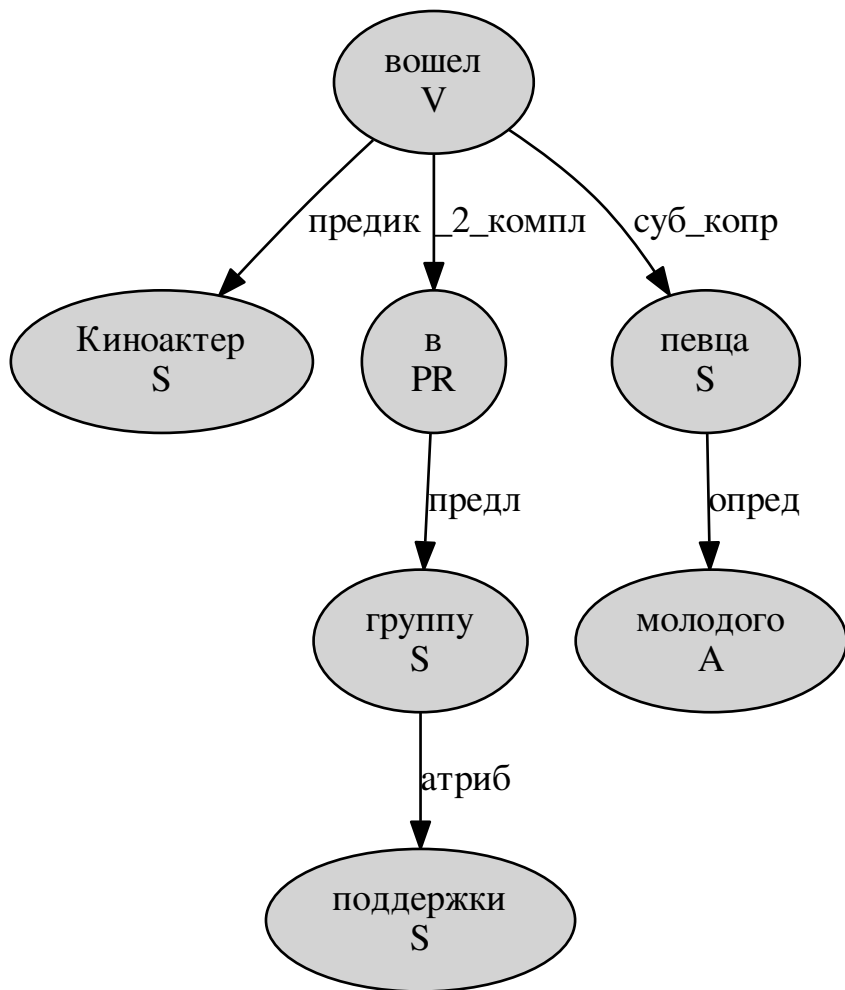 вошел
V
предик
_2_компл
суб_копр
Киноактер
S
в
PR
певца
S
предл
опред
группу
S
молодого
A
атриб
поддержки
S